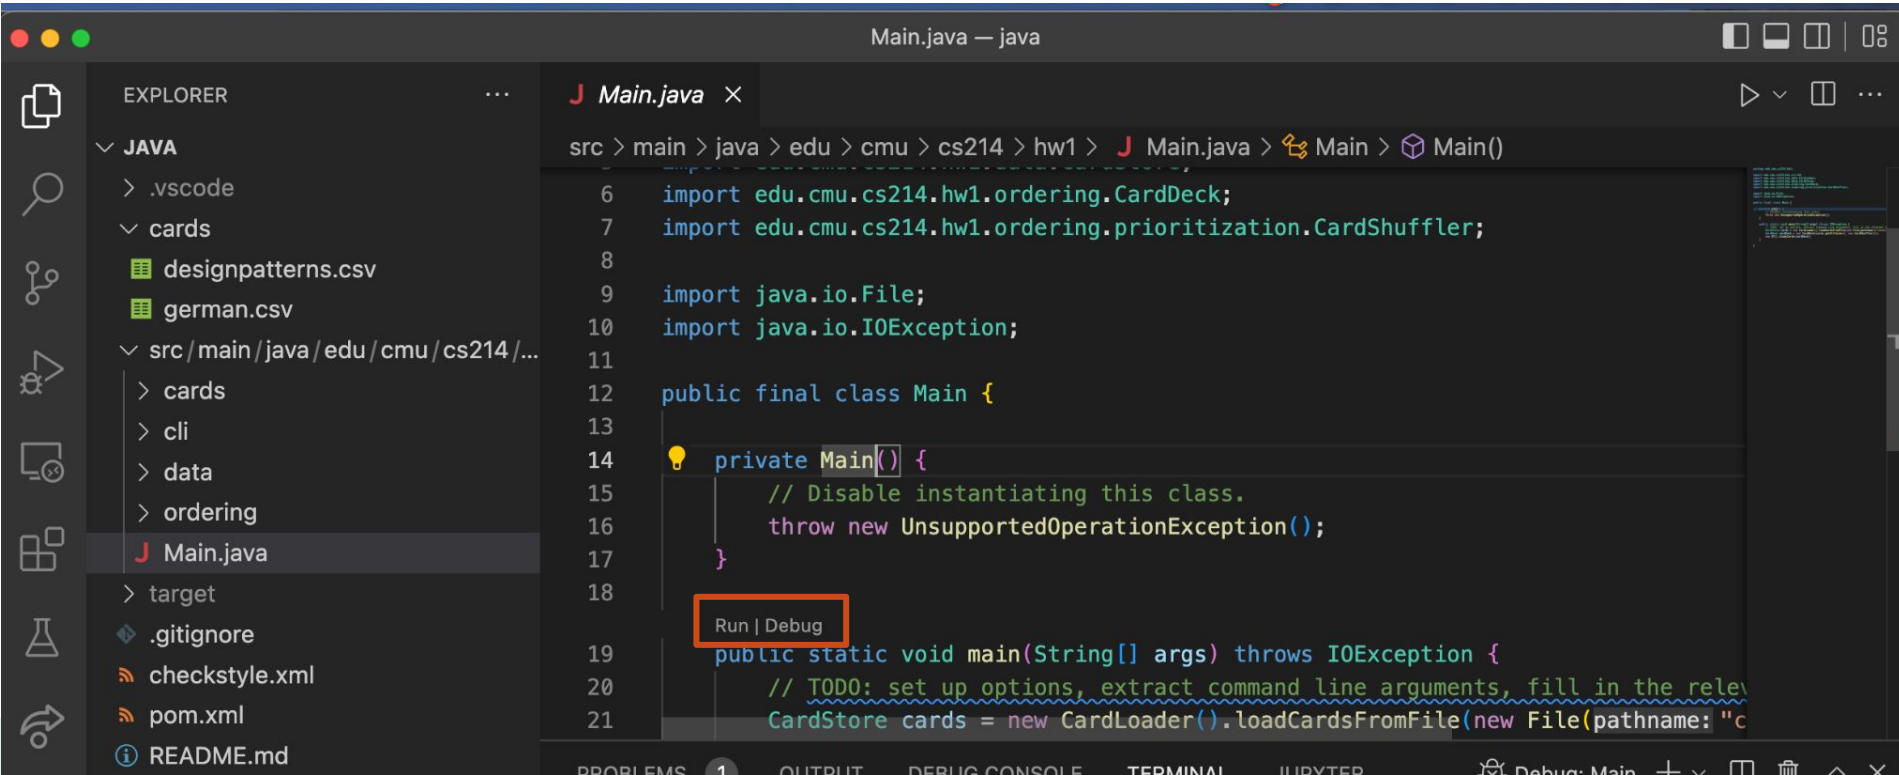 Main.java — java
EXPLORER
JAVA
.vscode
cards
designpatterns.csv
german.csv
src/main/java/edu/cmu/cs214/...
cards
cli
data
ordering
Main.java
target
.gitignore
checkstyle.xml
pom.xml
README.md
Main.java
src > main > java > edu > cmu > cs214 > hw1 > Main.java > Main > Main()
6 import edu.cmu.cs214.hw1.ordering.CardDeck;
7 import edu.cmu.cs214.hw1.ordering.prioritization.CardShuffler;
8
9 import java.io.File;
10 import java.io.IOException;
11
12 public final class Main {
13
14 private Main() {
15 // Disable instantiating this class.
16 throw new UnsupportedOperationException();
17 }
18
Run | Debug
19 public static void main(String[] args) throws IOException {
20 // TODO: set up options, extract command line arguments, fill in the relev
21 CardStore cards = new CardLoader().loadCardsFromFile(new File(pathname: "c
PROBLEMS 1 OUTPUT DEBUG CONSOLE TERMINAL JUPYTER Debug: Main